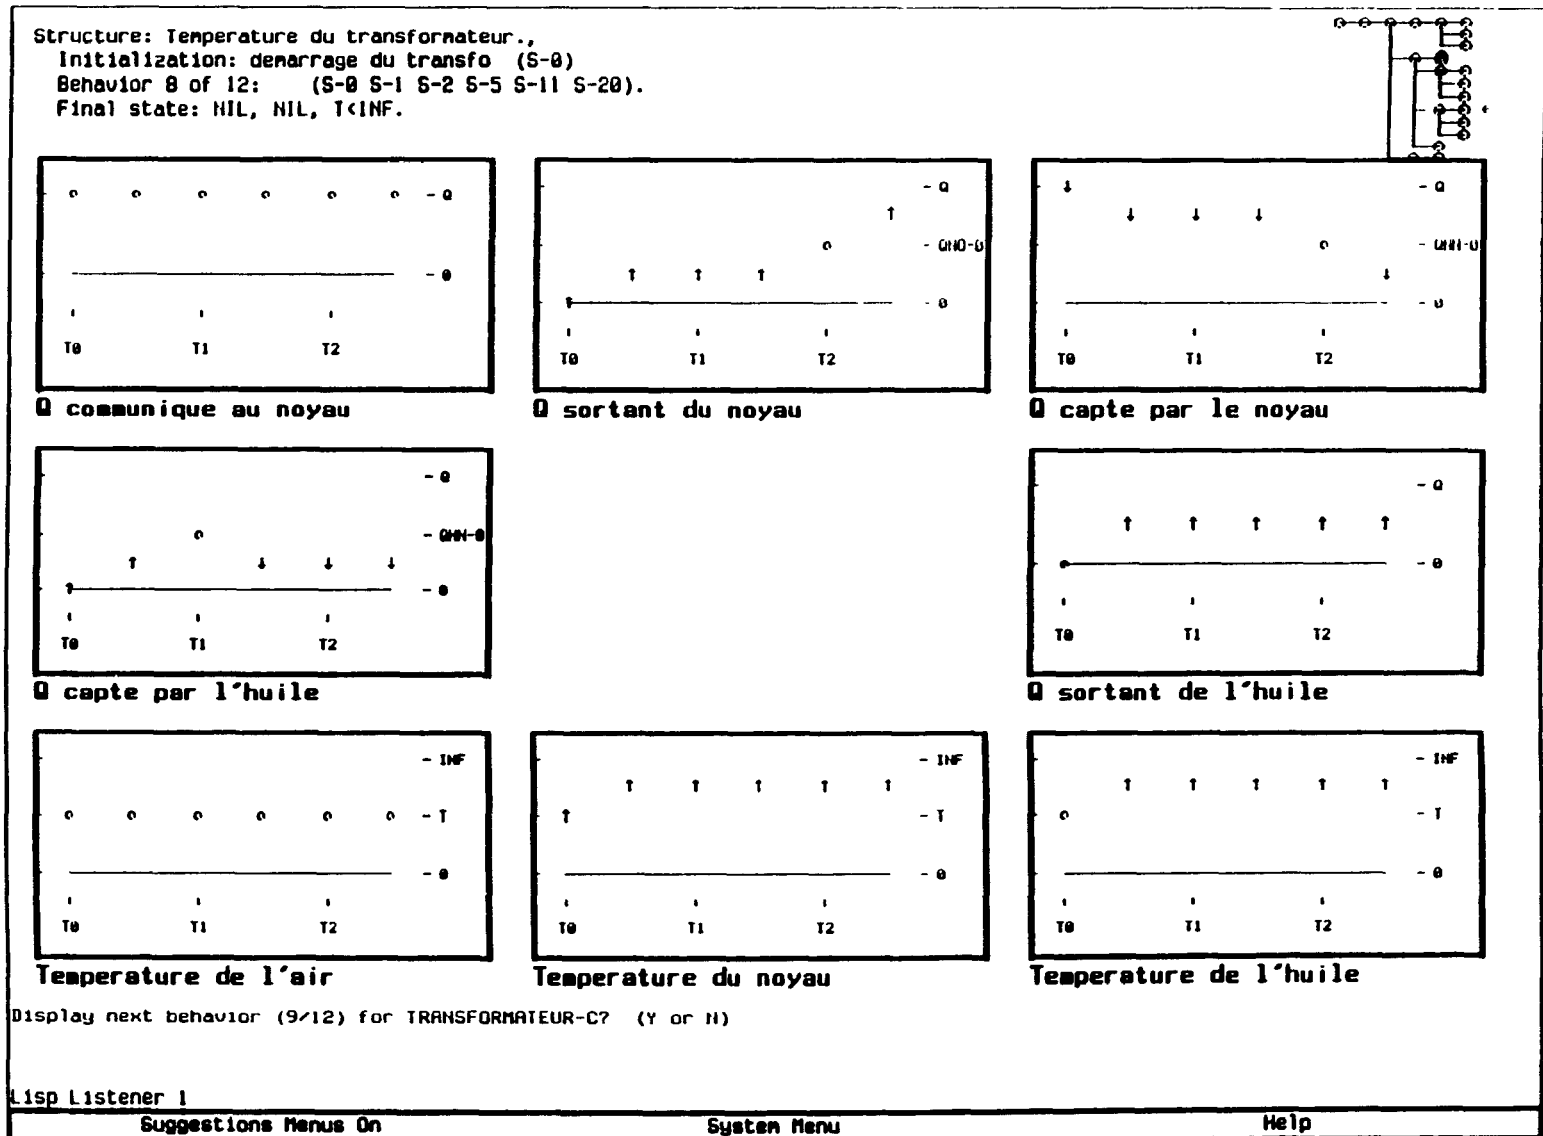 Structure: Temperature du transformateur.,
Initialization: demarrage du transfo (S-0)
Behavior 8 of 12: (S-0 S-1 S-2 S-5 S-11 S-20).
Final state: NIL, NIL, T<INF.
- Q
- 0
T0 T1 T2
Q communique au noyau
- Q
- QNO-0
- 0
T0 T1 T2
Q sortant du noyau
- Q
- QNN-0
- 0
T0 T1 T2
Q capte par le noyau
- Q
- QHN-0
- 0
T0 T1 T2
Q capte par l'huile
- Q
- 0
T0 T1 T2
Q sortant de l'huile
- INF
- T
- 0
T0 T1 T2
Temperature de l'air
- INF
- T
- 0
T0 T1 T2
Temperature du noyau
- INF
- T
- 0
T0 T1 T2
Temperature de l'huile
Display next behavior (9/12) for TRANSFORMATEUR-C? (Y or N)
Lisp Listener 1
Suggestions Menus On System Menu Help